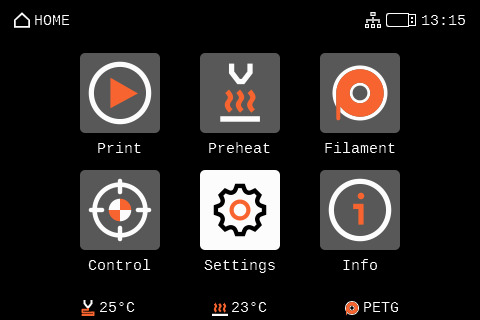 HOME 13:15
Print Preheat Filament
Control Settings Info
25°C 23°C PETG